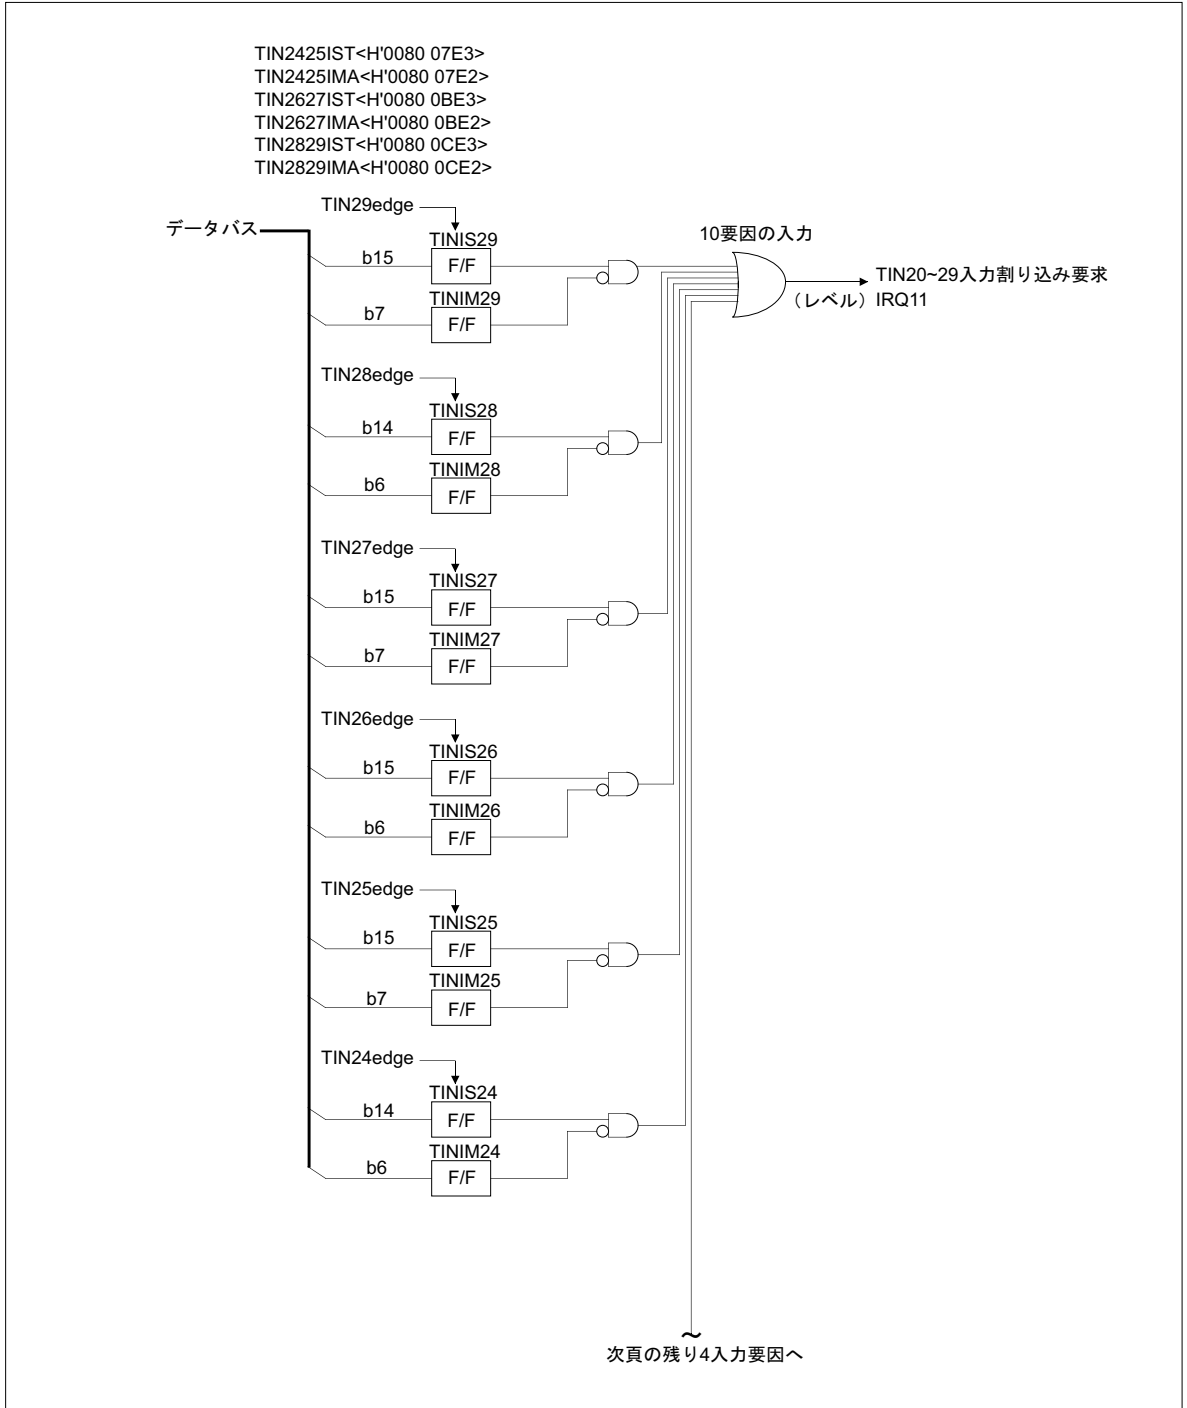 TIN2425IST<H'0080 07E3>
TIN2425IMA<H'0080 07E2>
TIN2627IST<H'0080 0BE3>
TIN2627IMA<H'0080 0BE2>
TIN2829IST<H'0080 0CE3>
TIN2829IMA<H'0080 0CE2>
TIN29edge
データバス
TINIS29
10要因の入力
b15
F/F
TIN20~29入力割り込み要求
（レベル）IRQ11
TINIM29
b7
F/F
TIN28edge
TINIS28
b14
F/F
TINIM28
b6
F/F
TIN27edge
TINIS27
b15
F/F
TINIM27
b7
F/F
TIN26edge
TINIS26
b15
F/F
TINIM26
b6
F/F
TIN25edge
TINIS25
b15
F/F
TINIM25
b7
F/F
TIN24edge
TINIS24
b14
F/F
TINIM24
b6
F/F
~
次頁の残り4入力要因へ